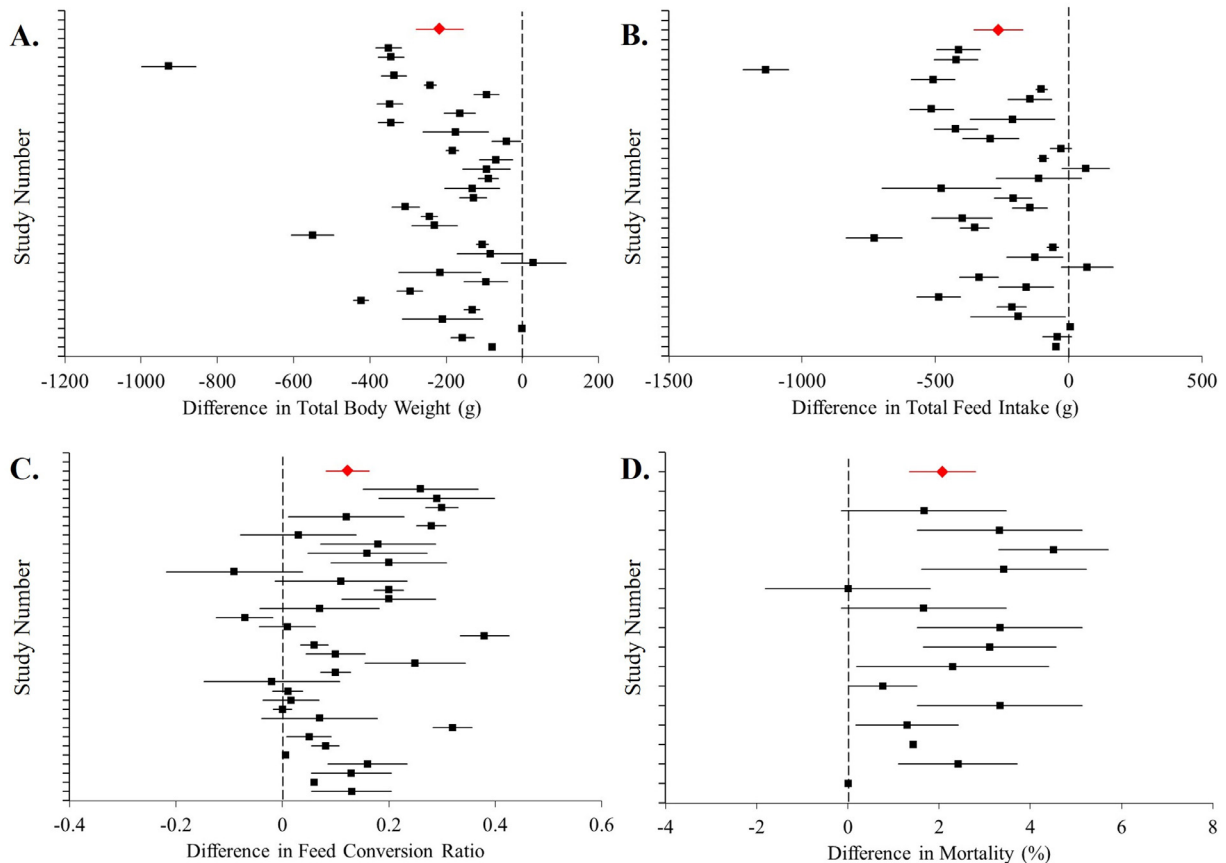 A.
Study Number
-1200 -1000 -800 -600 -400 -200 0 200
Difference in Total Body Weight (g)
B.
Study Number
-1500 -1000 -500 0 500
Difference in Total Feed Intake (g)
C.
Study Number
-0.4 -0.2 0 0.2 0.4 0.6
Difference in Feed Conversion Ratio
D.
Study Number
-4 -2 0 2 4 6 8
Difference in Mortality (%)